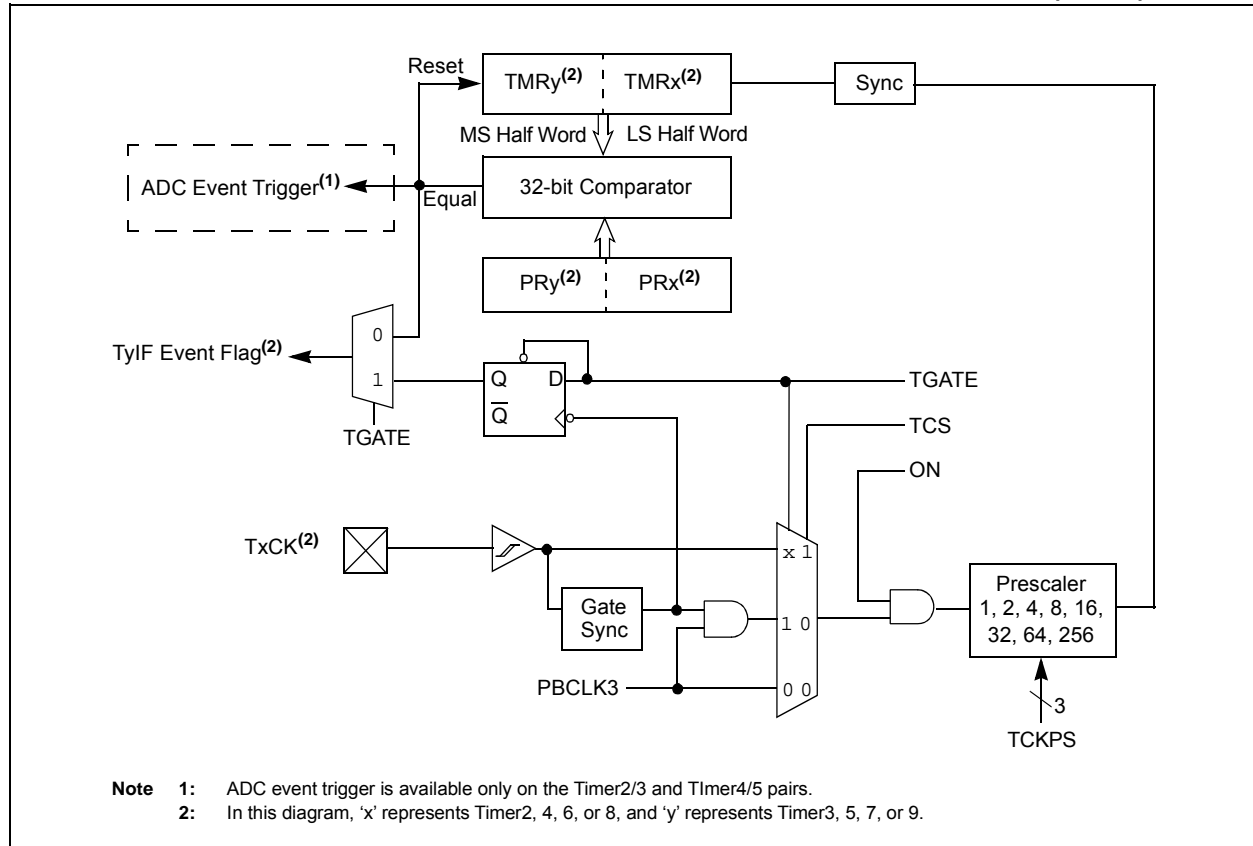 Reset
TMRy(2) TMRx(2)
Sync
MS Half Word LS Half Word
ADC Event Trigger(1)
Equal
32-bit Comparator
PRy(2) PRx(2)
0
TyIF Event Flag(2)
1
TGATE
Q D
Q
TGATE
TCS
ON
TxCK(2)
x 1
Gate
Sync
1 0
Prescaler
1, 2, 4, 8, 16,
32, 64, 256
PBCLK3
0 0
3
TCKPS
Note 1: ADC event trigger is available only on the Timer2/3 and TImer4/5 pairs.
2: In this diagram, ‘x’ represents Timer2, 4, 6, or 8, and ‘y’ represents Timer3, 5, 7, or 9.